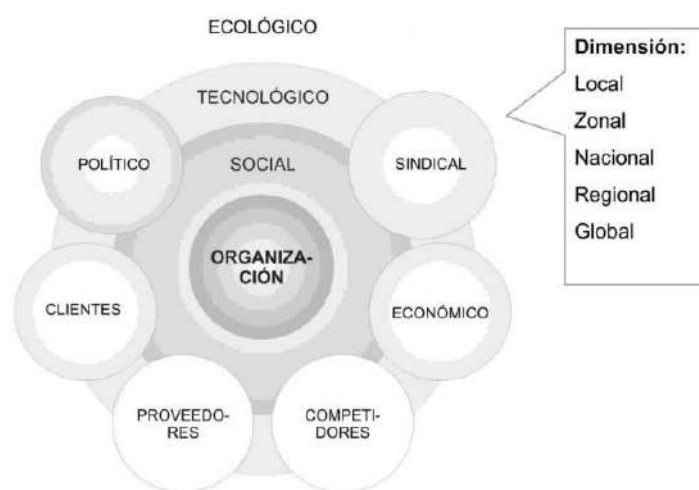 ECOLÓGICO
TECNOLÓGICO
POLÍTICO
SOCIAL
SINDICAL
ORGANIZA-
CIÓN
CLIENTES
ECONÓMICO
PROVEEDO-
RES
COMPETI-
DORES
Dimensión:
Local
Zonal
Nacional
Regional
Global